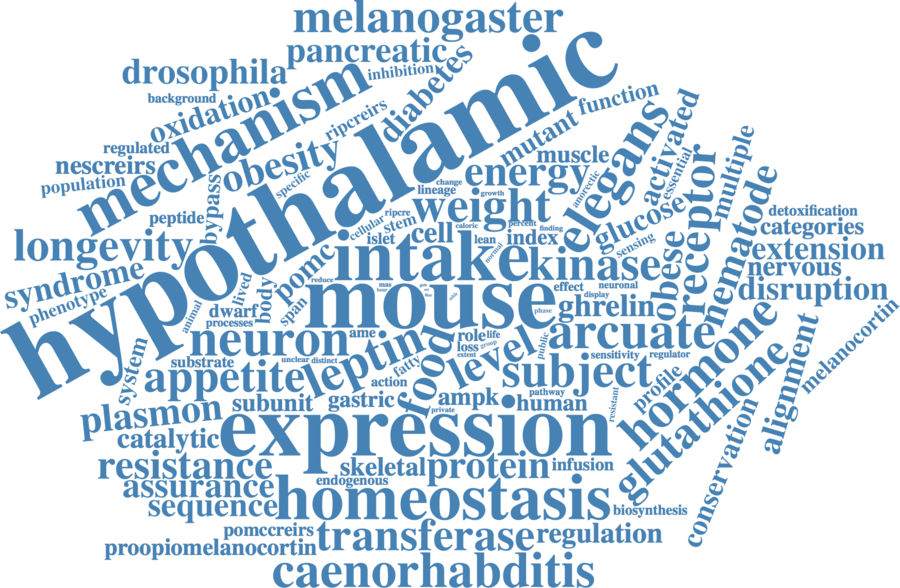 melanogaster
pancreatic
drosophila
inhibition
background
diabetes
oxidation
ripcreirs
function
mechanism
hypothalamic
regulated
mutant
elegans
activated
nescreirs
obesity
muscle
essential
multiple
population
specific
energy
anorectic
receptor
bypass
change
lineage
growth
weight
glucose
nematode
peptide
cellular
ripcre
stem
cell
caloric
percent
finding
detoxification
categories
longevity
islet
lean
index
normal
sensing
obese
extension
syndrome
pomc
intake
kinase
nervous
phenotype
lived
body
reduce
mouse
effect
neuronal
disruption
animal
dwarf
span
mas
hour
display
ghrelin
processes
phase
arcuate
hormone
melanocortin
neuron
ame
leptin
food
role
life
level
public
system
substrate
unclear
distinct
fatty
loss
group
extent
sensitivity
regulator
alignment
appetite
action
subject
profile
glutathione
plasmon
subunit
gastric
ampk
pathway
human
private
resistant
catalytic
expression
conservation
resistance
skeletal
protein
infusion
assurance
endogenous
sequence
homeostasis
biosynthesis
pomccreirs
transferase
regulation
proopiomelanocortin
caenorhabditis